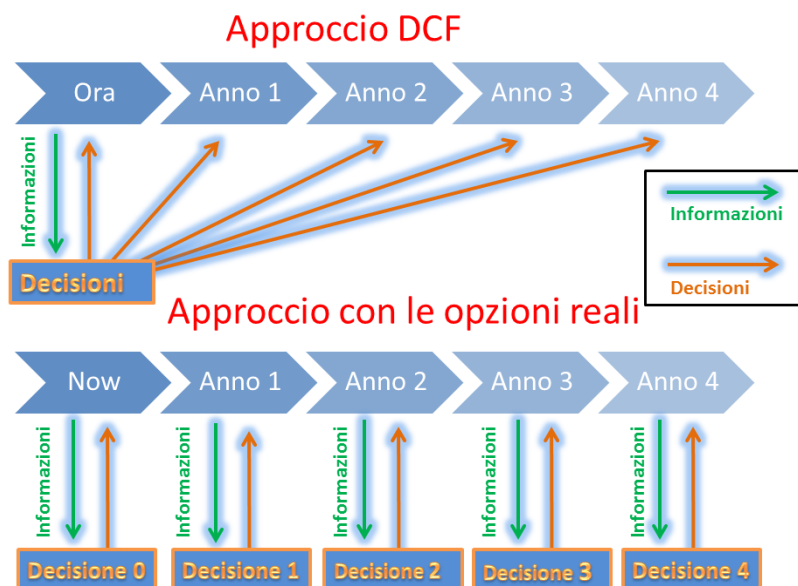 Approccio DCF
Ora Anno 1 Anno 2 Anno 3 Anno 4
Informazioni
Decisioni
Informazioni
Decisioni
Approccio con le opzioni reali
Now Anno 1 Anno 2 Anno 3 Anno 4
Informazioni Informazioni Informazioni Informazioni Informazioni
Decisione 0 Decisione 1 Decisione 2 Decisione 3 Decisione 4